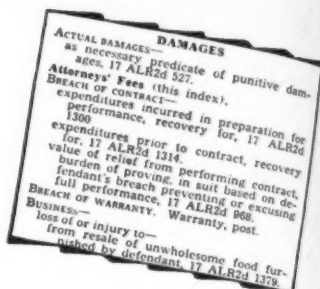 DAMAGES
ACTUAL DAMAGES—
as necessary predicate of punitive dam-
ages, 17 ALR2d 527.
Attorneys' Fees (this index).
BREACH OF CONTRACT—
expenditures incurred in preparation for
performance, recovery for, 17 ALR2d
1300
expenditures prior to contract, recovery
for, 17 ALR2d 1314.
value of relief from performing contract,
burden of proving, in suit based on de-
fendant's breach preventing or excusing
full performance, 17 ALR2d 968.
BREACH OF WARRANTY. Warranty, post.
BUSINESS—
loss of or injury to—
from resale of unwholesome food fur-
nished by defendant, 17 ALR2d 1379.